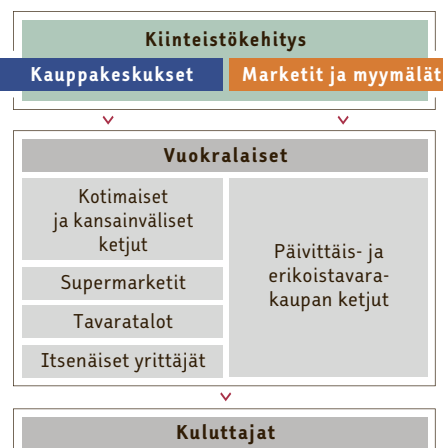 Kiinteistökehitys
Kauppakeskukset
Marketit ja myymälät
Vuokralaiset
Kotimaiset
ja kansainväliset
ketjut
Supermarketit
Tavaratalot
Itsenäiset yrittäjät
Päivittäis- ja
erikoistavara-
kaupan ketjut
Kuluttajat